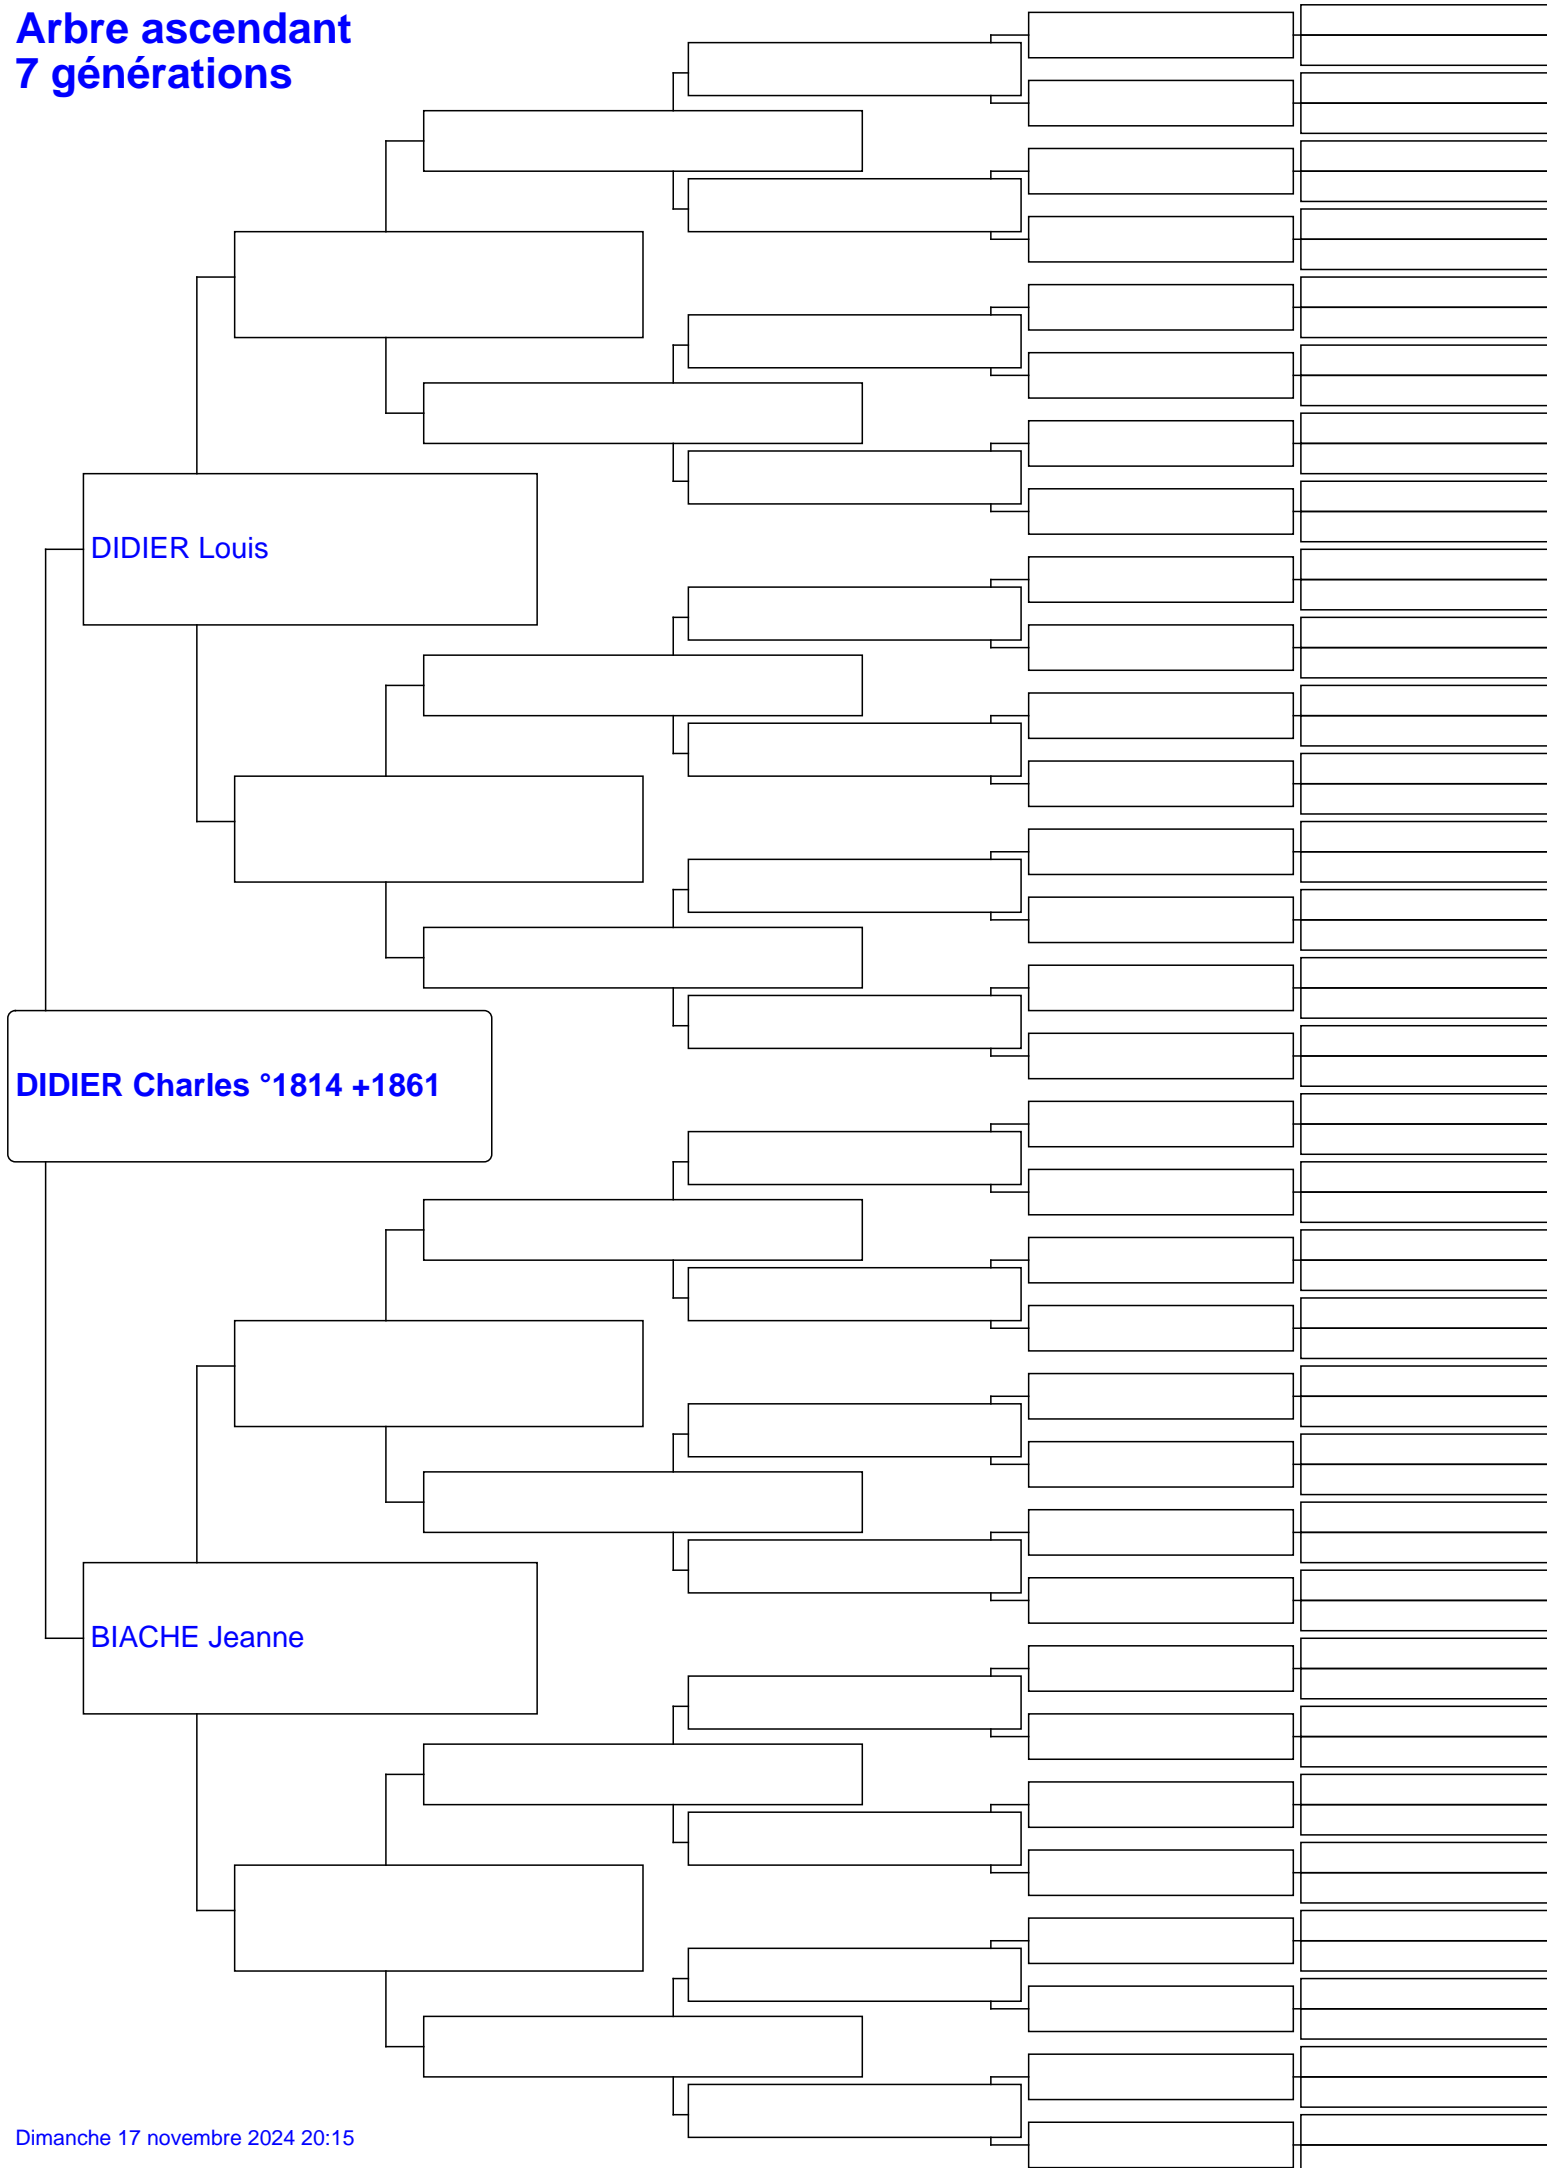 Arbre ascendant
7 générations
DIDIER Louis
DIDIER Charles °1814 +1861
BIACHE Jeanne
Dimanche 17 novembre 2024 20:15